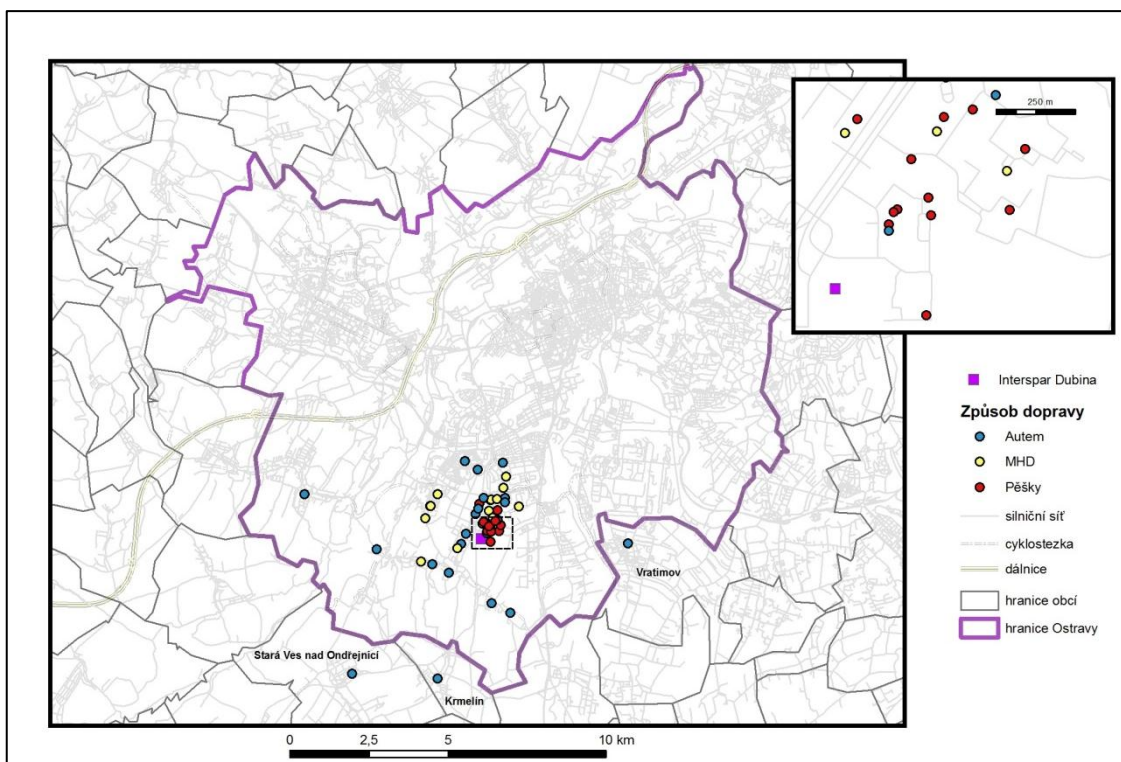 250 m
Interspar Dubina
Způsob dopravy
Autem
MHD
Pěšky
silniční síť
cyklostezka
dálnice
hranice obcí
hranice Ostravy
Vratimov
Stará Ves nad Ondřejnicí
Krmelín
0 2,5 5 10 km